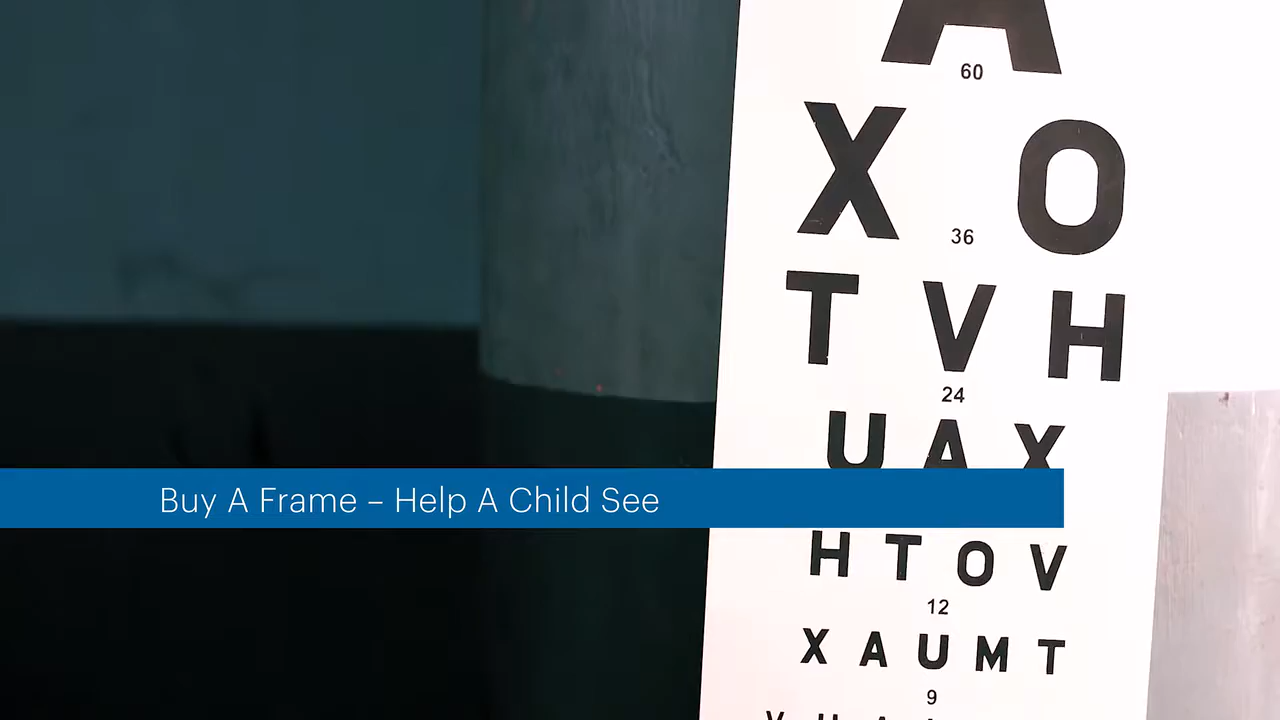 A
60
X O
36
T V H
24
U A X
Buy A Frame – Help A Child See
H T O V
12
X A U M T
9